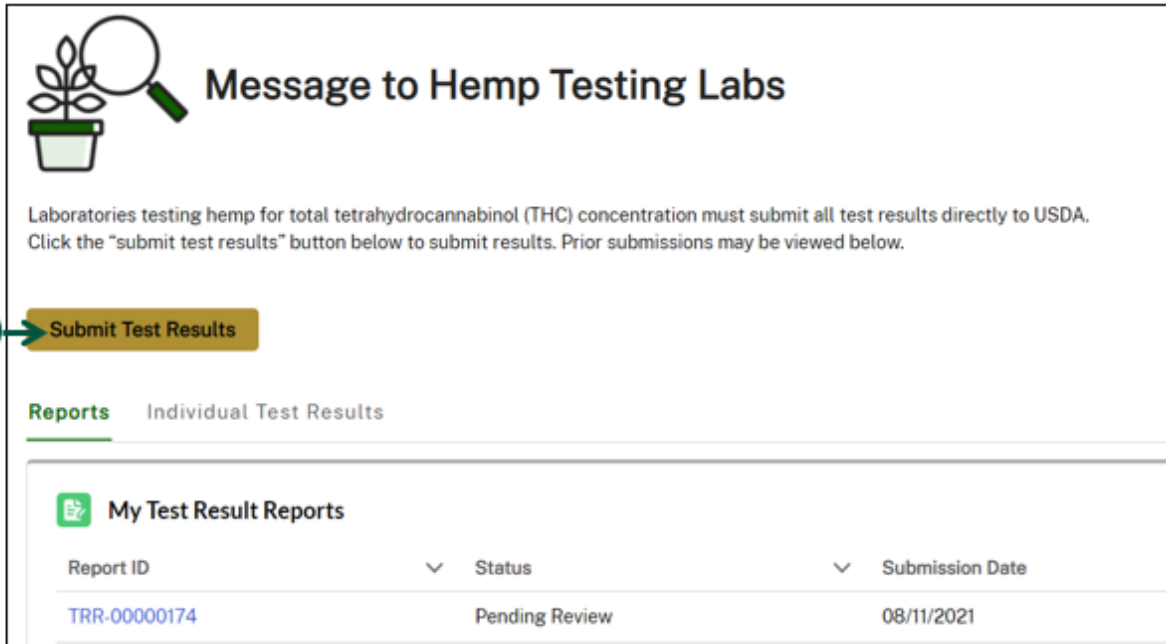 Message to Hemp Testing Labs
Laboratories testing hemp for total tetrahydrocannabinol (THC) concentration must submit all test results directly to USDA.
Click the “submit test results” button below to submit results. Prior submissions may be viewed below.
Submit Test Results
Reports Individual Test Results
My Test Result Reports
Report ID Status Submission Date
TRR-00000174 Pending Review 08/11/2021